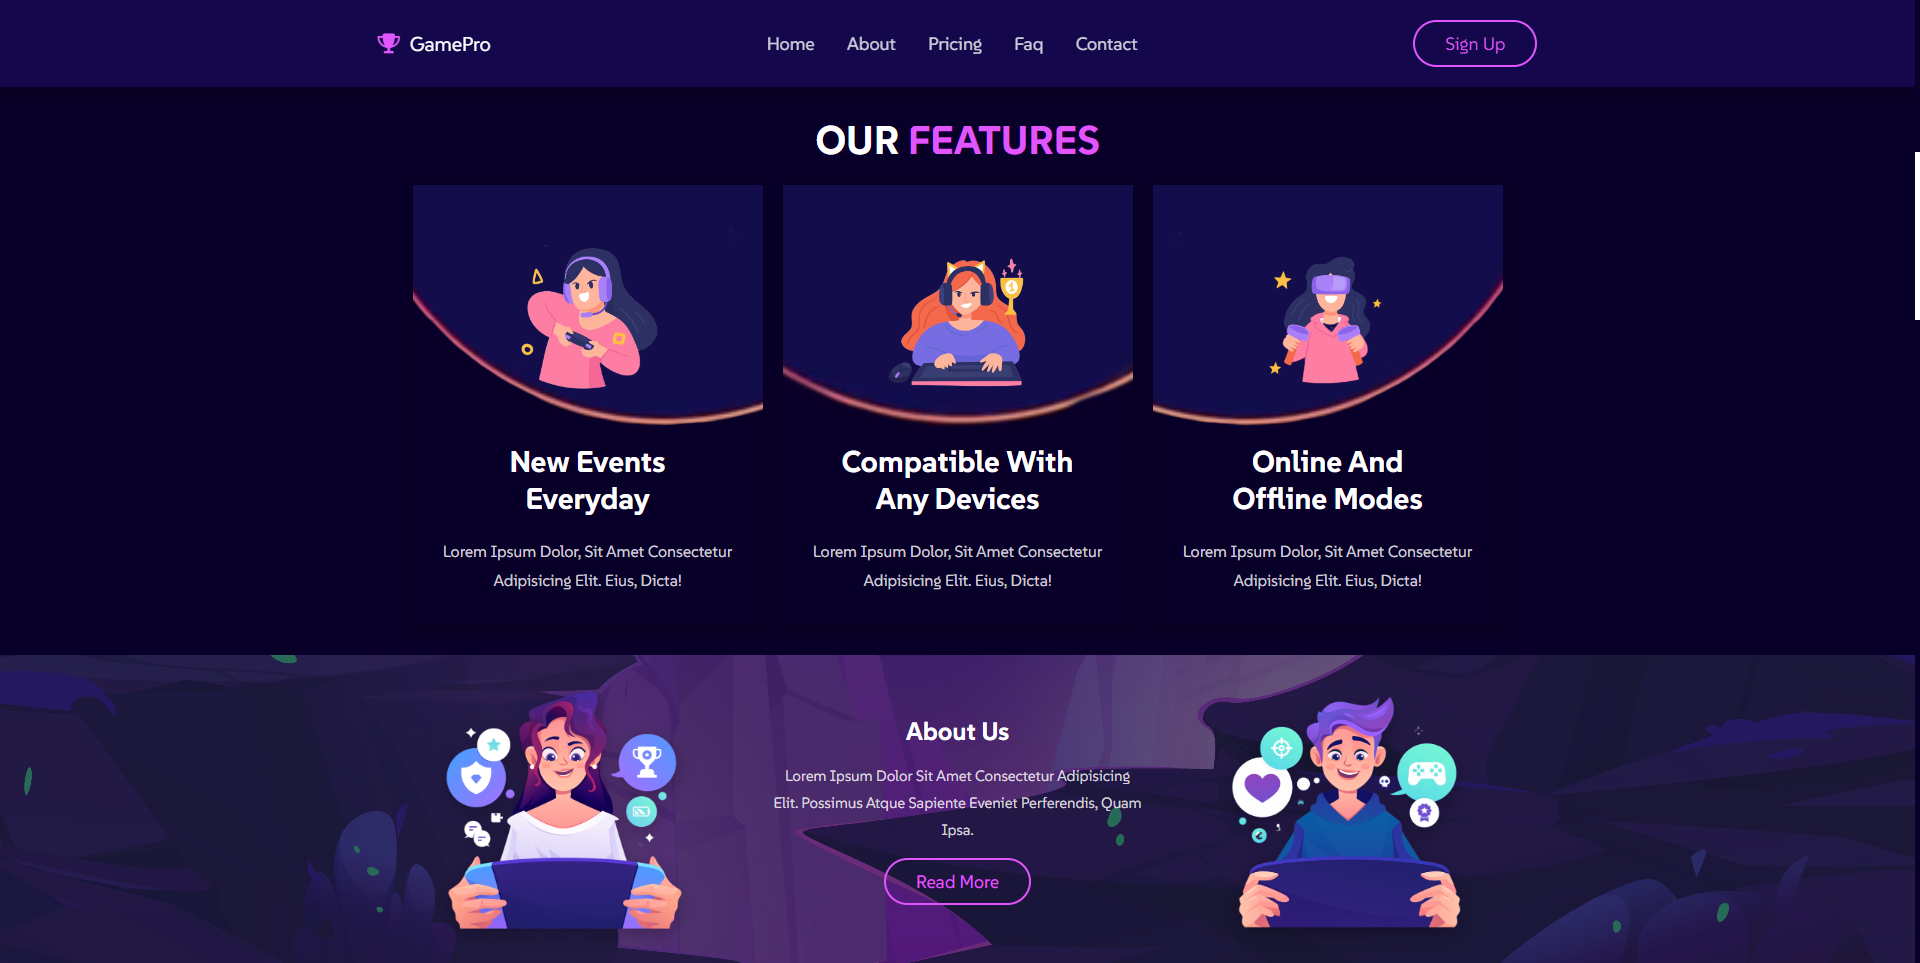 GamePro
Home About Pricing Faq Contact
Sign Up
OUR FEATURES
New Events
Everyday
Lorem Ipsum Dolor, Sit Amet Consectetur
Adipisicing Elit. Eius, Dicta!
1
Compatible With
Any Devices
Lorem Ipsum Dolor, Sit Amet Consectetur
Adipisicing Elit. Eius, Dicta!
Online And
Offline Modes
Lorem Ipsum Dolor, Sit Amet Consectetur
Adipisicing Elit. Eius, Dicta!
About Us
Lorem Ipsum Dolor Sit Amet Consectetur Adipisicing
Elit. Possimus Atque Sapiente Eveniet Perferendis, Quam
Ipsa.
Read More